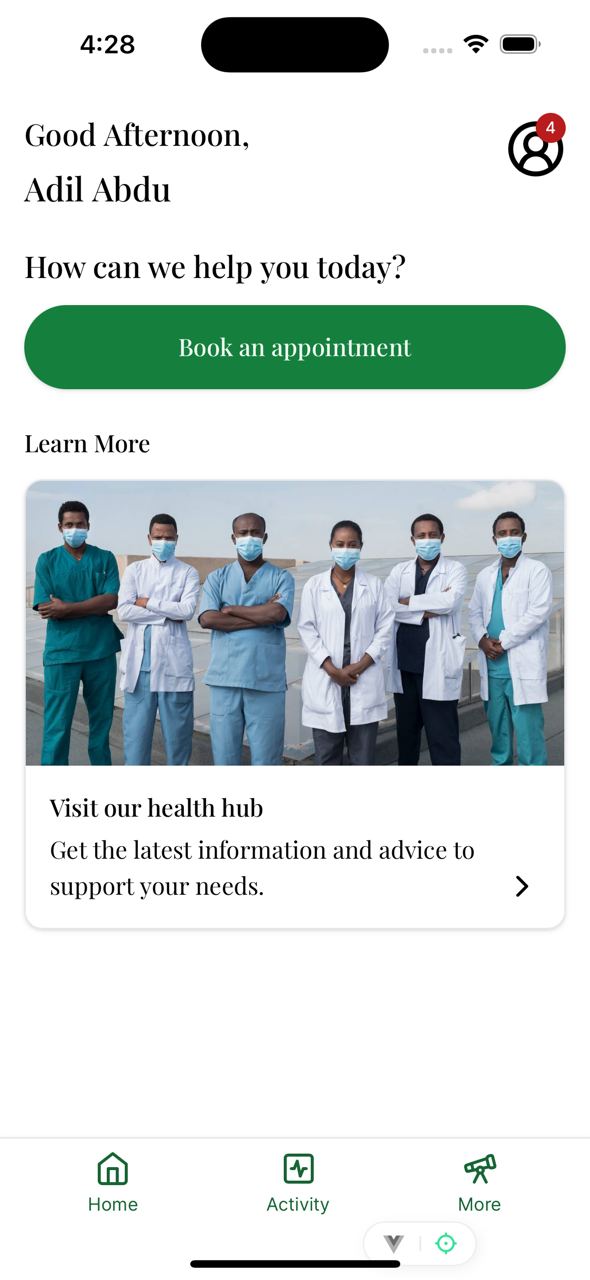 4:28
Good Afternoon,
4
Adil Abdu
How can we help you today?
Book an appointment
Learn More
Visit our health hub
Get the latest information and advice to
support your needs.
Home Activity More